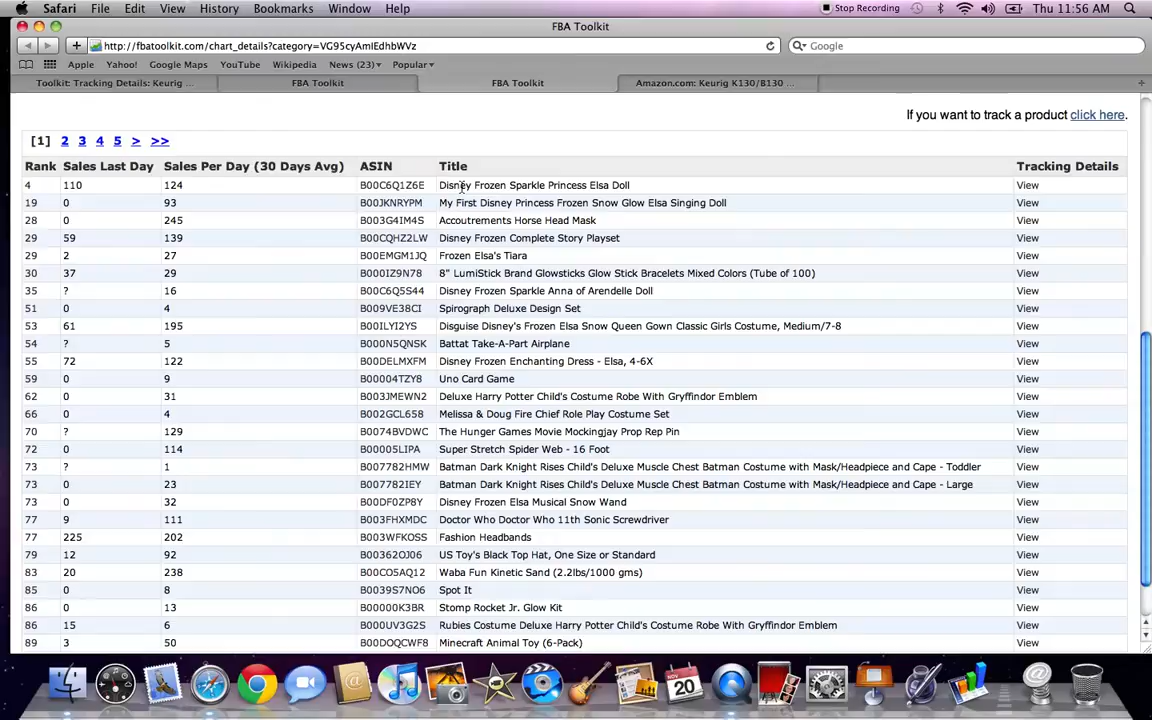 Safari File Edit View History Bookmarks Window Help Stop Recording Thu 11:56 AM
FBA Toolkit
http://fbatoolkit.com/chart_details?category=VG95cyAmIEdhbWVz Google
Apple Yahoo! Google Maps YouTube Wikipedia News (23) Popular
Toolkit: Tracking Details: Keurig ... FBA Toolkit FBA Toolkit Amazon.com: Keurig K130/B130 ...
If you want to track a product click here.
[1] 2 3 4 5 > >>
Rank Sales Last Day Sales Per Day (30 Days Avg) ASIN Title Tracking Details
4 110 124 B00C6Q1Z6E Disney Frozen Sparkle Princess Elsa Doll View
19 0 93 B00JKNRYPM My First Disney Princess Frozen Snow Glow Elsa Singing Doll View
28 0 245 B003G4IM4S Accoutrements Horse Head Mask View
29 59 139 B00CQHZ2LW Disney Frozen Complete Story Playset View
29 2 27 B00EMGM1JQ Frozen Elsa's Tiara View
30 37 29 B000IZ9N78 8" LumiStick Brand Glowsticks Glow Stick Bracelets Mixed Colors (Tube of 100) View
35 ? 16 B00C6Q5S44 Disney Frozen Sparkle Anna of Arendelle Doll View
51 0 4 B009VE38CI Spirograph Deluxe Design Set View
53 61 195 B00ILYI2YS Disguise Disney's Frozen Elsa Snow Queen Gown Classic Girls Costume, Medium/7-8 View
54 ? 5 B000N5QNSK Battat Take-A-Part Airplane View
55 72 122 B00DELMXFM Disney Frozen Enchanting Dress - Elsa, 4-6X View
59 0 9 B00004TZY8 Uno Card Game View
62 0 31 B003JMEWN2 Deluxe Harry Potter Child's Costume Robe With Gryffindor Emblem View
66 0 4 B002GCL658 Melissa & Doug Fire Chief Role Play Costume Set View
70 ? 129 B0074BVDWC The Hunger Games Movie Mockingjay Prop Rep Pin View
72 0 114 B00005LIPA Super Stretch Spider Web - 16 Foot View
73 ? 1 B007782HMW Batman Dark Knight Rises Child's Deluxe Muscle Chest Batman Costume with Mask/Headpiece and Cape - Toddler View
73 0 23 B007782IEY Batman Dark Knight Rises Child's Deluxe Muscle Chest Batman Costume with Mask/Headpiece and Cape - Large View
73 0 32 B00DF0ZP8Y Disney Frozen Elsa Musical Snow Wand View
77 9 111 B003FHXMDC Doctor Who Doctor Who 11th Sonic Screwdriver View
77 225 202 B003WFKOSS Fashion Headbands View
79 12 92 B00362OJ06 US Toy's Black Top Hat, One Size or Standard View
83 20 238 B00CO5AQ12 Waba Fun Kinetic Sand (2.2lbs/1000 gms) View
85 0 8 B0039S7NO6 Spot It View
86 0 13 B00000K3BR Stomp Rocket Jr. Glow Kit View
86 15 6 B000UV3G2S Rubies Costume Deluxe Harry Potter Child's Costume Robe With Gryffindor Emblem View
89 3 50 B00DOQCWF8 Minecraft Animal Toy (6-Pack) View
NOV
20